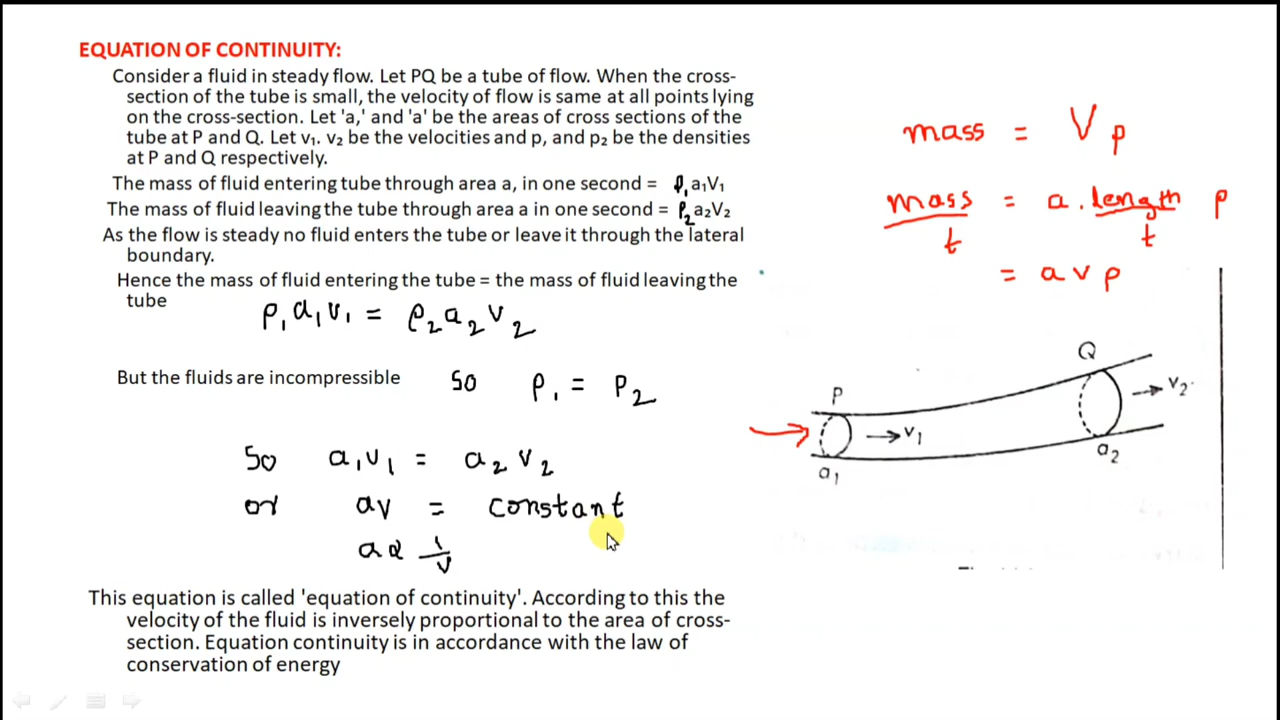 EQUATION OF CONTINUITY:
Consider a fluid in steady flow. Let PQ be a tube of flow. When the cross-
section of the tube is small, the velocity of flow is same at all points lying
on the cross-section. Let 'a,' and 'a' be the areas of cross sections of the
tube at P and Q. Let v₁. v₂ be the velocities and p, and p₂ be the densities
at P and Q respectively.
The mass of fluid entering tube through area a, in one second = ρ₁a₁V₁
The mass of fluid leaving the tube through area a in one second = ρ₂a₂V₂
As the flow is steady no fluid enters the tube or leave it through the lateral
boundary.
Hence the mass of fluid entering the tube = the mass of fluid leaving the
tube
ρ₁a₁v₁ = ρ₂a₂v₂
But the fluids are incompressible so ρ₁ = ρ₂
So a₁v₁ = a₂v₂
or av = constant
a ∝ 1/v
This equation is called 'equation of continuity'. According to this the
velocity of the fluid is inversely proportional to the area of cross-
section. Equation continuity is in accordance with the law of
conservation of energy
mass = Vρ
mass/t = a . length/t ρ
= avρ
Q
P
v₂
v₁
a₂
a₁